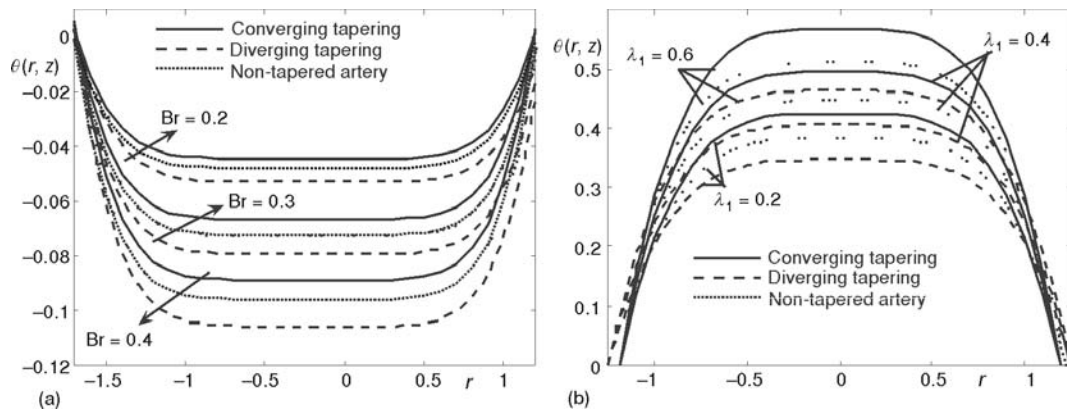 0
θ(r, z)
−0.02
−0.04
−0.06
−0.08
−0.1
−0.12
Converging tapering
Diverging tapering
Non-tapered artery
Br = 0.2
Br = 0.3
Br = 0.4
−1.5
−1
−0.5
0
0.5
r
1
(a)
0.6
θ(r, z)
0.5
0.4
0.3
0.2
0.1
0
λ1 = 0.6
λ1 = 0.4
λ1 = 0.2
Converging tapering
Diverging tapering
Non-tapered artery
−1
−0.5
0
0.5
r
1
(b)